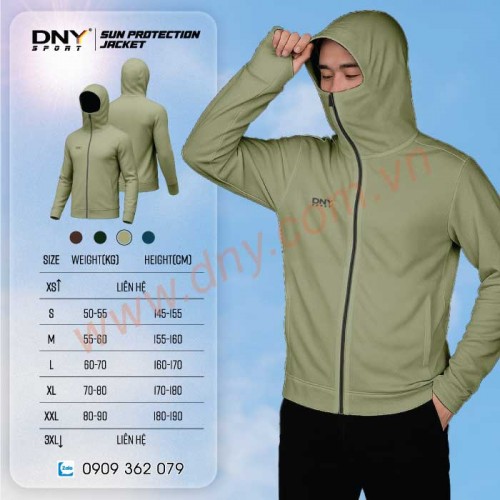 DNY
SPORT
SUN PROTECTION
JACKET
DNY
SPORT
SIZE WEIGHT(KG) HEIGHT(CM)
XS↑ LIÊN HỆ
S 50-55 145-155
M 55-60 155-160
L 60-70 160-170
XL 70-80 170-180
XXL 80-90 180-190
3XL↓ LIÊN HỆ
Zalo 0909 362 079
www.dny.com.vn